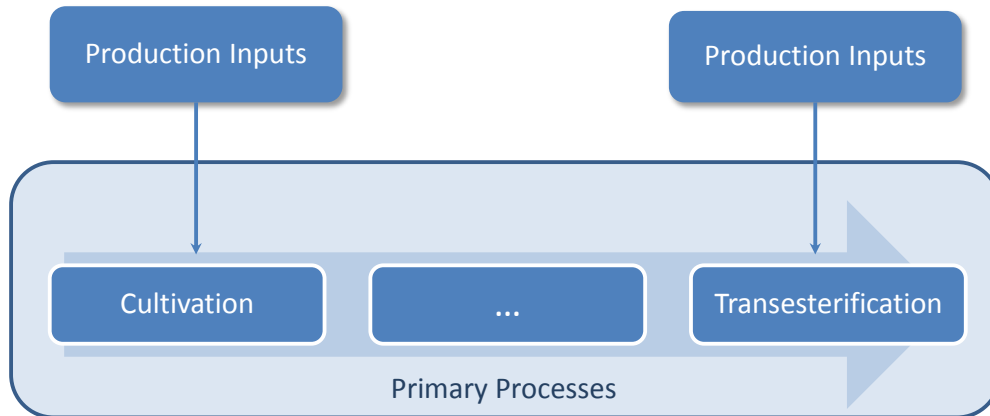 Production Inputs
Production Inputs
Cultivation
...
Transesterification
Primary Processes